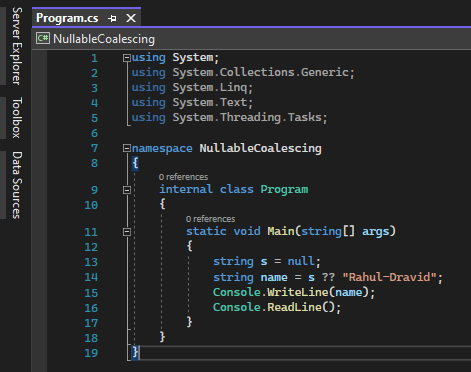 Server Explorer
Toolbox
Data Sources
Program.cs
C# NullableCoalescing
1 using System;
2 using System.Collections.Generic;
3 using System.Linq;
4 using System.Text;
5 using System.Threading.Tasks;
6
7 namespace NullableCoalescing
8 {
0 references
9 internal class Program
10 {
0 references
11 static void Main(string[] args)
12 {
13 string s = null;
14 string name = s ?? "Rahul-Dravid";
15 Console.WriteLine(name);
16 Console.ReadLine();
17 }
18 }
19 }